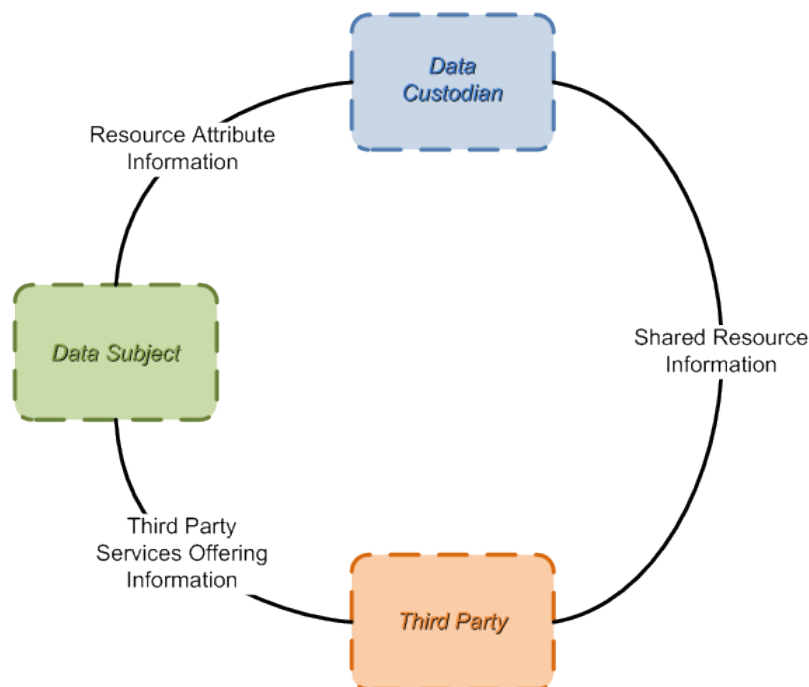 Data
Custodian
Resource Attribute
Information
Data Subject
Shared Resource
Information
Third Party
Services Offering
Information
Third Party